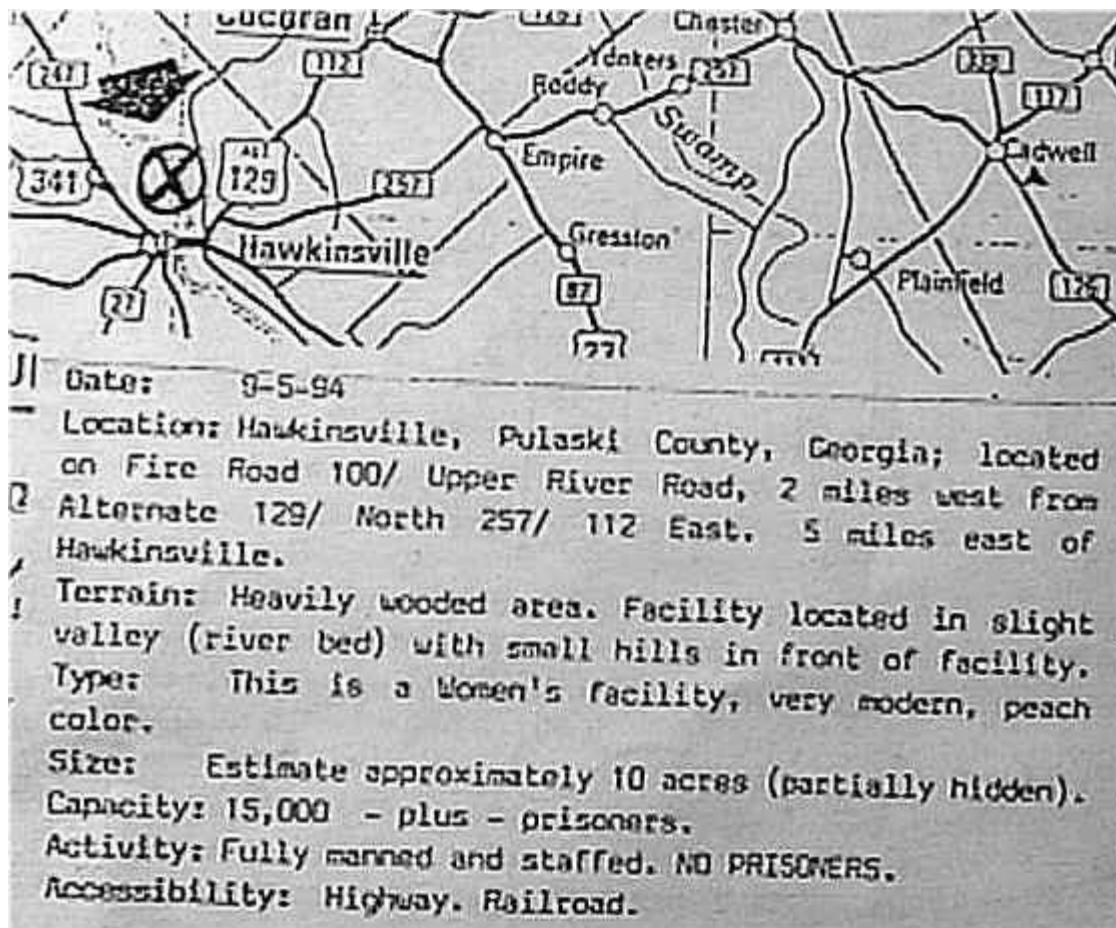 Cocoran
Chester
247
112
Yonkers
257
Roddy
Swamp
117
341
ALT
129
257
Empire
Cadwell
Hawkinsville
Gresston
27
87
Plainfield
126
Date: 9-5-94
Location: Hawkinsville, Pulaski County, Georgia; located
on Fire Road 100/ Upper River Road, 2 miles west from
Alternate 129/ North 257/ 112 East. 5 miles east of
Hawkinsville.
Terrain: Heavily wooded area. Facility located in slight
valley (river bed) with small hills in front of facility.
Type: This is a Women's facility, very modern, peach
color.
Size: Estimate approximately 10 acres (partially hidden).
Capacity: 15,000 - plus - prisoners.
Activity: Fully manned and staffed. NO PRISONERS.
Accessibility: Highway. Railroad.